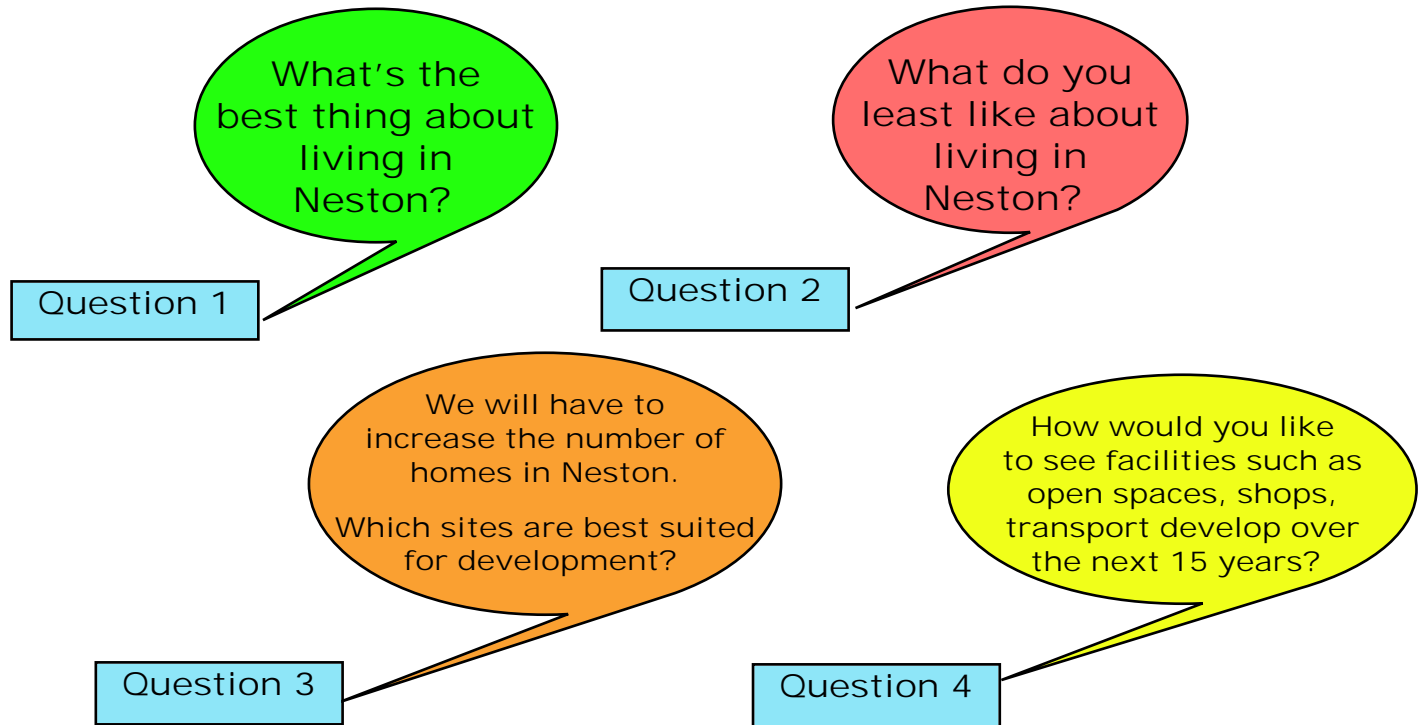 What's the
best thing about
living in
Neston?
Question 1
What do you
least like about
living in
Neston?
Question 2
We will have to
increase the number of
homes in Neston.
Which sites are best suited
for development?
Question 3
How would you like
to see facilities such as
open spaces, shops,
transport develop over
the next 15 years?
Question 4